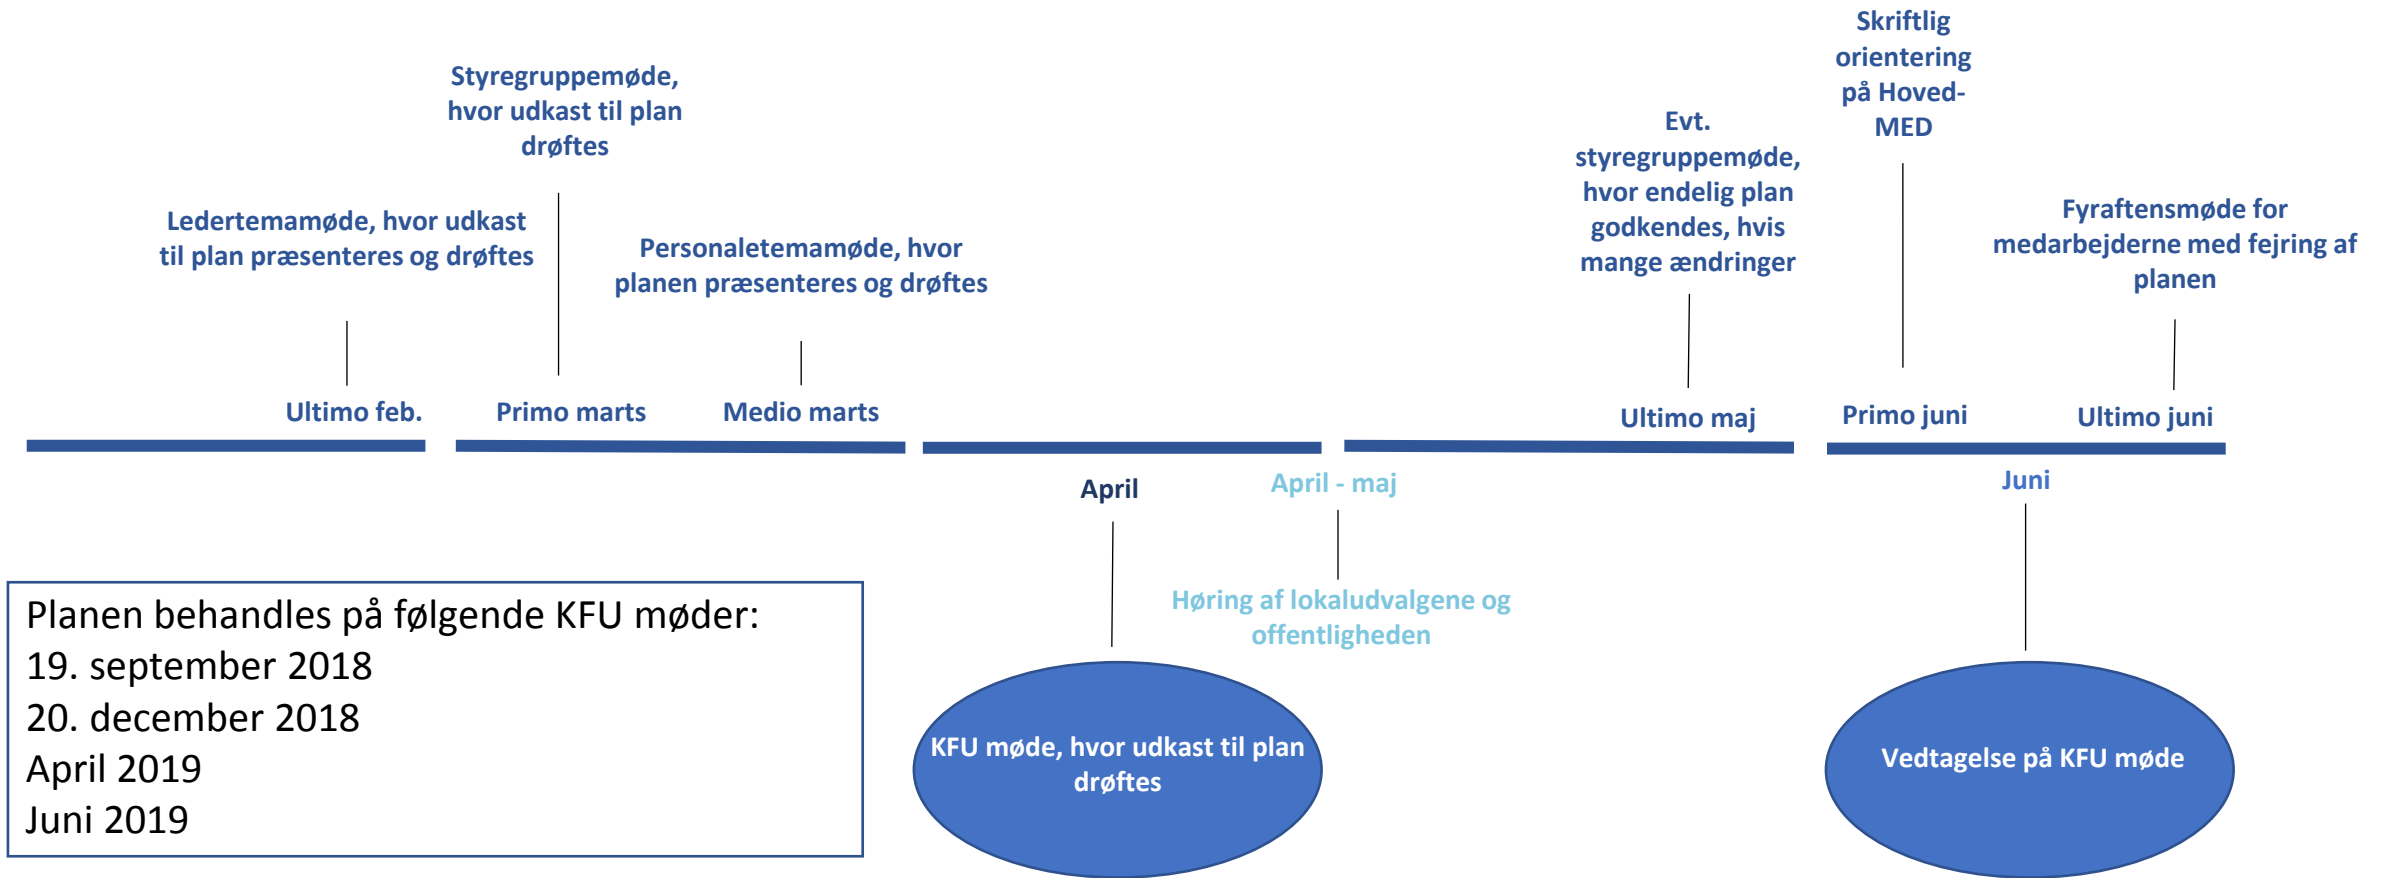 Skriftlig
orientering
på Hoved-
MED
Styregruppemøde,
hvor udkast til plan
drøftes
Evt.
styregruppemøde,
hvor endelig plan
godkendes, hvis
mange ændringer
Ledertemamøde, hvor udkast
til plan præsenteres og drøftes
Personaletemamøde, hvor
planen præsenteres og drøftes
Fyraftensmøde for
medarbejderne med fejring af
planen
Ultimo feb.
Primo marts
Medio marts
Ultimo maj
Primo juni
Ultimo juni
April
April - maj
Juni
Høring af lokaludvalgene og
offentligheden
Planen behandles på følgende KFU møder:
19. september 2018
20. december 2018
April 2019
Juni 2019
KFU møde, hvor udkast til plan
drøftes
Vedtagelse på KFU møde